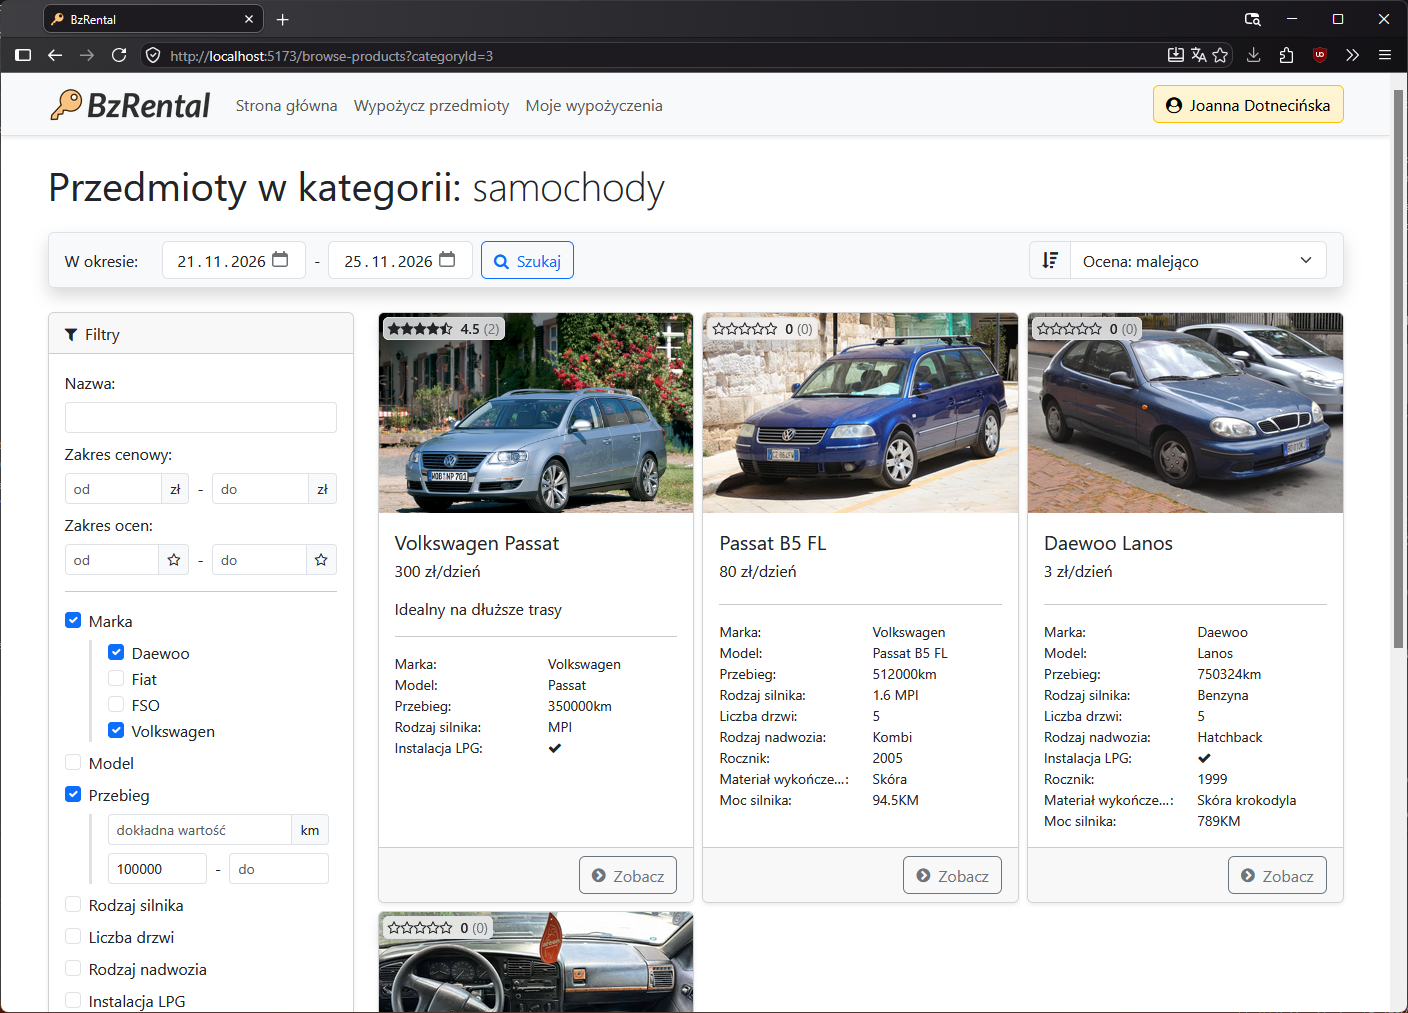 BzRental
http://localhost:5173/browse-products?categoryId=3
BzRental
Strona główna
Wypożycz przedmioty
Moje wypożyczenia
Joanna Dotnecińska
Przedmioty w kategorii: samochody
W okresie:
21.11.2026
-
25.11.2026
Szukaj
Ocena: malejąco
Filtry
Nazwa:
Zakres cenowy:
od zł - do zł
Zakres ocen:
od - do
Marka
Daewoo
Fiat
FSO
Volkswagen
Model
Przebieg
dokładna wartość km
100000 - do
Rodzaj silnika
Liczba drzwi
Rodzaj nadwozia
Instalacja LPG
4.5 (2)
Volkswagen Passat
300 zł/dzień
Idealny na dłuższe trasy
Marka: Volkswagen
Model: Passat
Przebieg: 350000km
Rodzaj silnika: MPI
Instalacja LPG: ✔
Zobacz
0 (0)
Passat B5 FL
80 zł/dzień
Marka: Volkswagen
Model: Passat B5 FL
Przebieg: 512000km
Rodzaj silnika: 1.6 MPI
Liczba drzwi: 5
Rodzaj nadwozia: Kombi
Rocznik: 2005
Materiał wykończe...: Skóra
Moc silnika: 94.5KM
Zobacz
0 (0)
Daewoo Lanos
3 zł/dzień
Marka: Daewoo
Model: Lanos
Przebieg: 750324km
Rodzaj silnika: Benzyna
Liczba drzwi: 5
Rodzaj nadwozia: Hatchback
Instalacja LPG: ✔
Rocznik: 1999
Materiał wykończe...: Skóra krokodyla
Moc silnika: 789KM
Zobacz
0 (0)